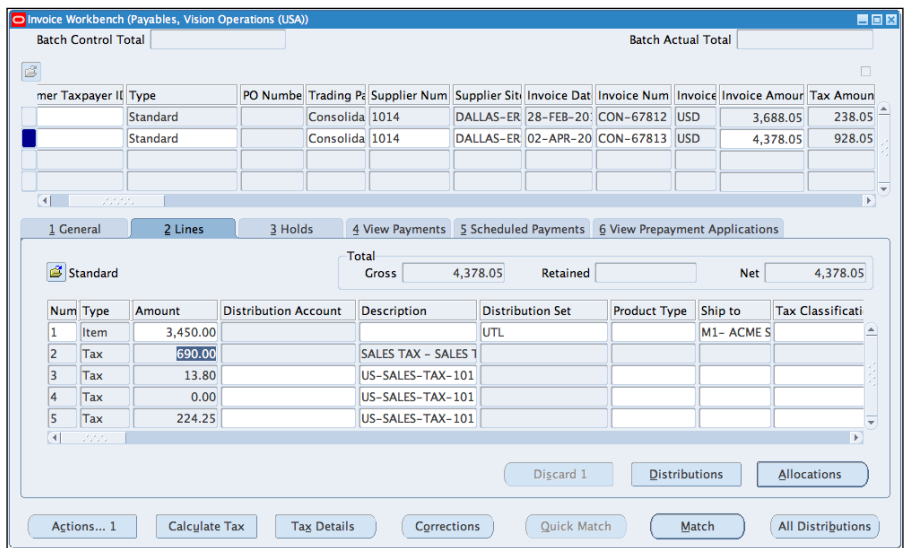 Invoice Workbench (Payables, Vision Operations (USA))
Batch Control Total Batch Actual Total
mer Taxpayer II Type PO Numbe Trading Pa Supplier Num Supplier Site Invoice Dat Invoice Num Invoice Invoice Amour Tax Amoun
Standard Consolida 1014 DALLAS-ER 28-FEB-20 CON-67812 USD 3,688.05 238.05
Standard Consolida 1014 DALLAS-ER 02-APR-20 CON-67813 USD 4,378.05 928.05
1 General 2 Lines 3 Holds 4 View Payments 5 Scheduled Payments 6 View Prepayment Applications
Total
Standard Gross 4,378.05 Retained Net 4,378.05
Num Type Amount Distribution Account Description Distribution Set Product Type Ship to Tax Classificati
1 Item 3,450.00 UTL M1- ACME S
2 Tax 690.00 SALES TAX - SALES T
3 Tax 13.80 US-SALES-TAX-101
4 Tax 0.00 US-SALES-TAX-101
5 Tax 224.25 US-SALES-TAX-101
Discard 1 Distributions Allocations
Actions... 1 Calculate Tax Tax Details Corrections Quick Match Match All Distributions